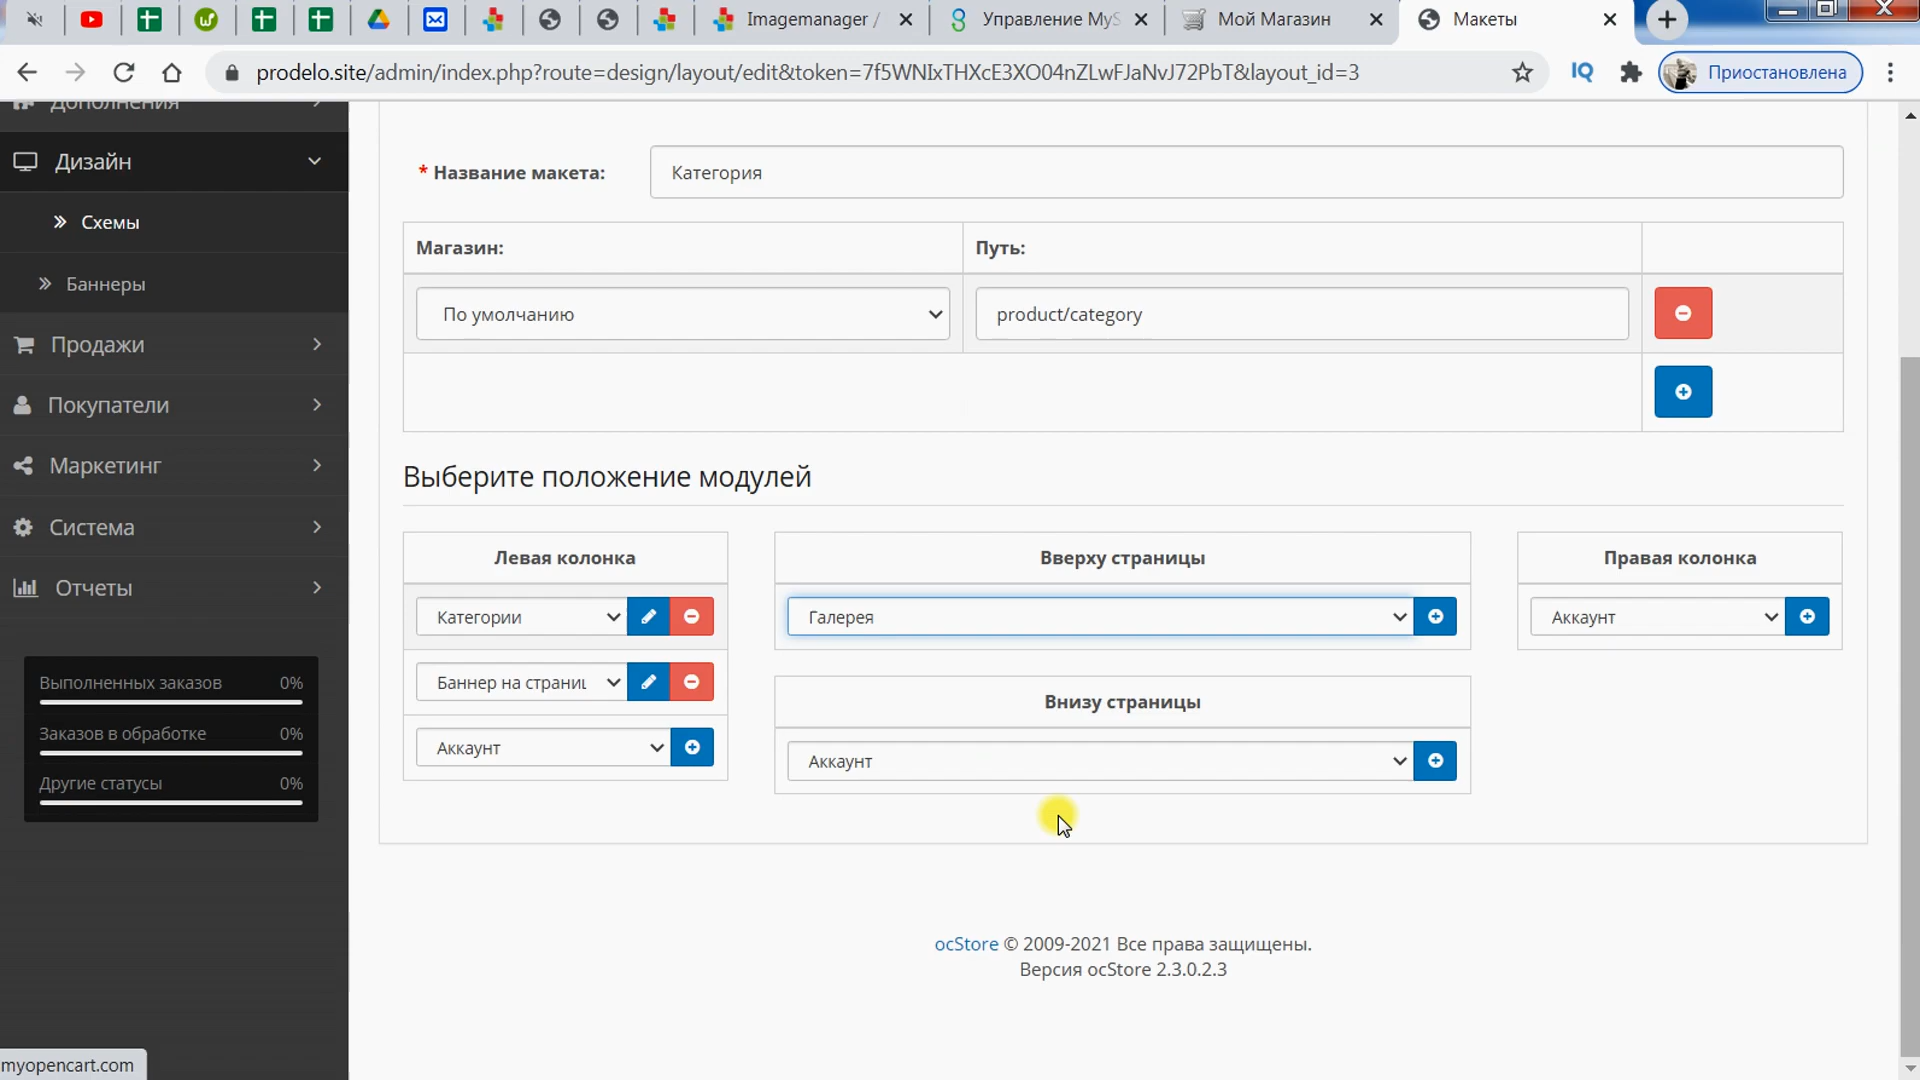 Imagemanager /
Управление MyS
Мой Магазин
Макеты
prodelo.site/admin/index.php?route=design/layout/edit&token=7f5WNIxTHXcE3XO04nZLwFJaNvJ72PbT&layout_id=3
IQ
Приостановлена
Дополнения
Дизайн
Схемы
Баннеры
Продажи
Покупатели
Маркетинг
Система
Отчеты
Выполненных заказов 0%
Заказов в обработке 0%
Другие статусы 0%
* Название макета: Категория
Магазин: Путь:
По умолчанию product/category
Выберите положение модулей
Левая колонка
Категории
Баннер на страниц
Аккаунт
Вверху страницы
Галерея
Внизу страницы
Аккаунт
Правая колонка
Аккаунт
ocStore © 2009-2021 Все права защищены.
Версия ocStore 2.3.0.2.3
myopencart.com